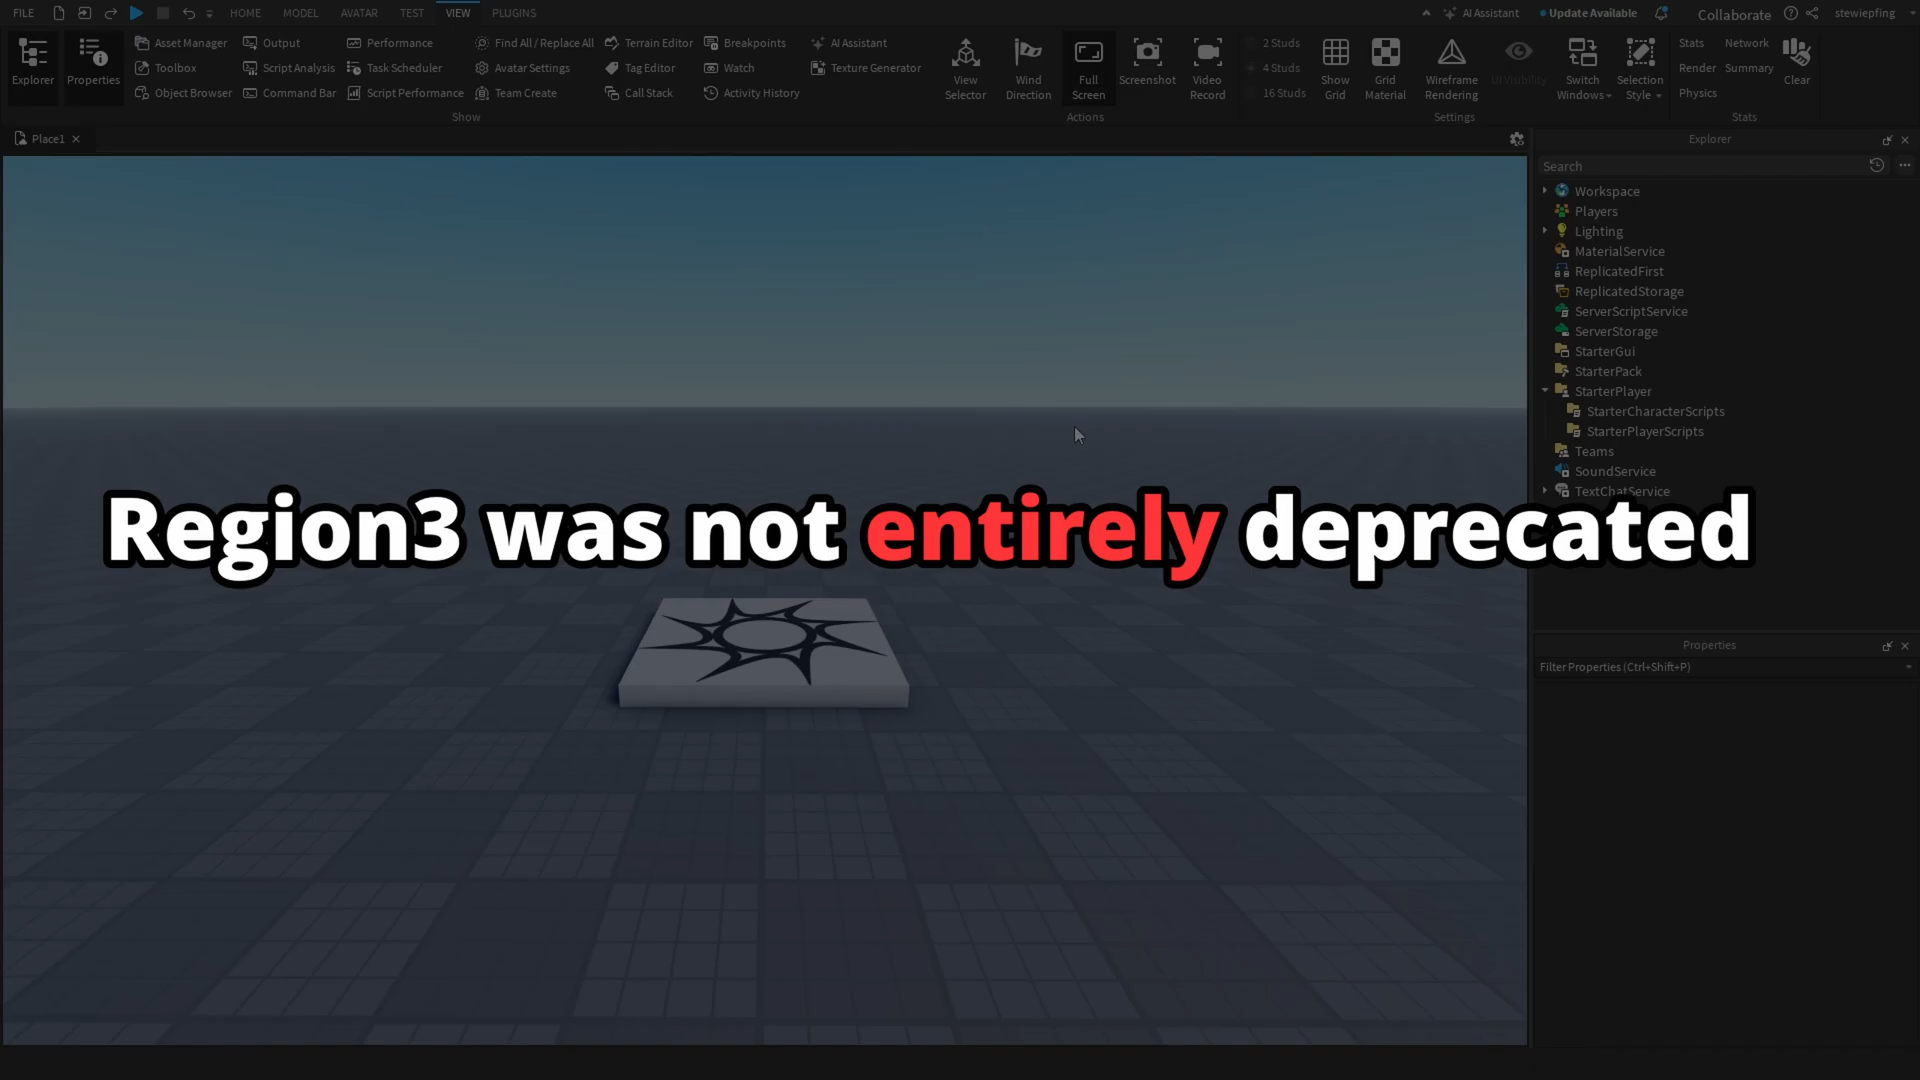 FILE HOME MODEL AVATAR TEST VIEW PLUGINS AI Assistant Update Available Collaborate stewiepfing
Explorer
Properties
Asset Manager
Toolbox
Object Browser
Output
Script Analysis
Command Bar
Performance
Task Scheduler
Script Performance
Find All / Replace All
Avatar Settings
Team Create
Terrain Editor
Tag Editor
Call Stack
Breakpoints
Watch
Activity History
AI Assistant
Texture Generator
Show
View
Selector
Wind
Direction
Full
Screen
Screenshot
Video
Record
Actions
2 Studs
4 Studs
16 Studs
Show
Grid
Grid
Material
Wireframe
Rendering
UI Visibility
Switch
Windows
Selection
Style
Settings
Stats
Render
Physics
Network
Summary
Clear
Stats
Place1
Explorer
Search
Workspace
Players
Lighting
MaterialService
ReplicatedFirst
ReplicatedStorage
ServerScriptService
ServerStorage
StarterGui
StarterPack
StarterPlayer
StarterCharacterScripts
StarterPlayerScripts
Teams
SoundService
TextChatService
Region3 was not entirely deprecated
Properties
Filter Properties (Ctrl+Shift+P)